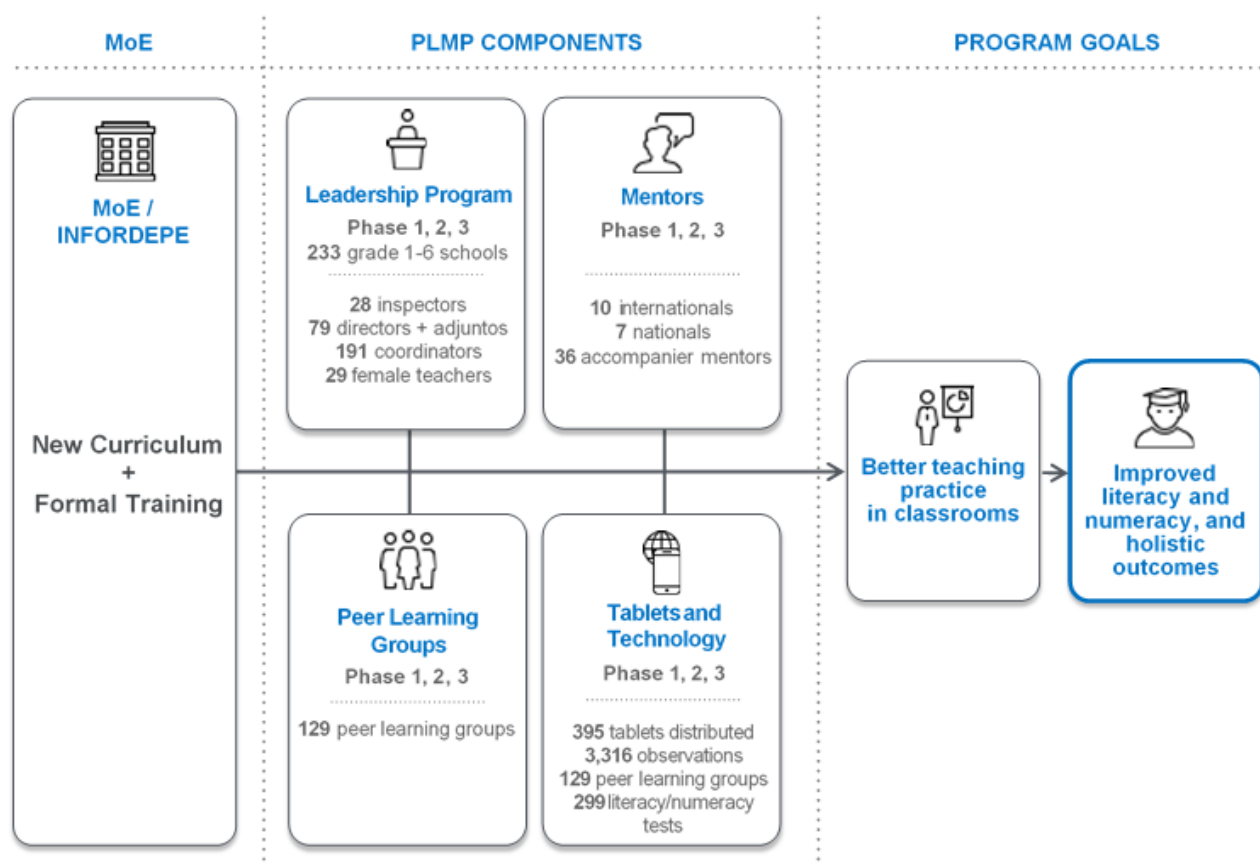 MoE
PLMP COMPONENTS
PROGRAM GOALS
MoE /
INFORDEPE
New Curriculum
+
Formal Training
Leadership Program
Phase 1, 2, 3
233 grade 1-6 schools
28 inspectors
79 directors + adjuntos
191 coordinators
29 female teachers
Mentors
Phase 1, 2, 3
10 internationals
7 nationals
36 accompanier mentors
Peer Learning
Groups
Phase 1, 2, 3
129 peer learning groups
Tablets and
Technology
Phase 1, 2, 3
395 tablets distributed
3,316 observations
129 peer learning groups
299 literacy/numeracy
tests
Better teaching
practice
in classrooms
Improved
literacy and
numeracy, and
holistic
outcomes